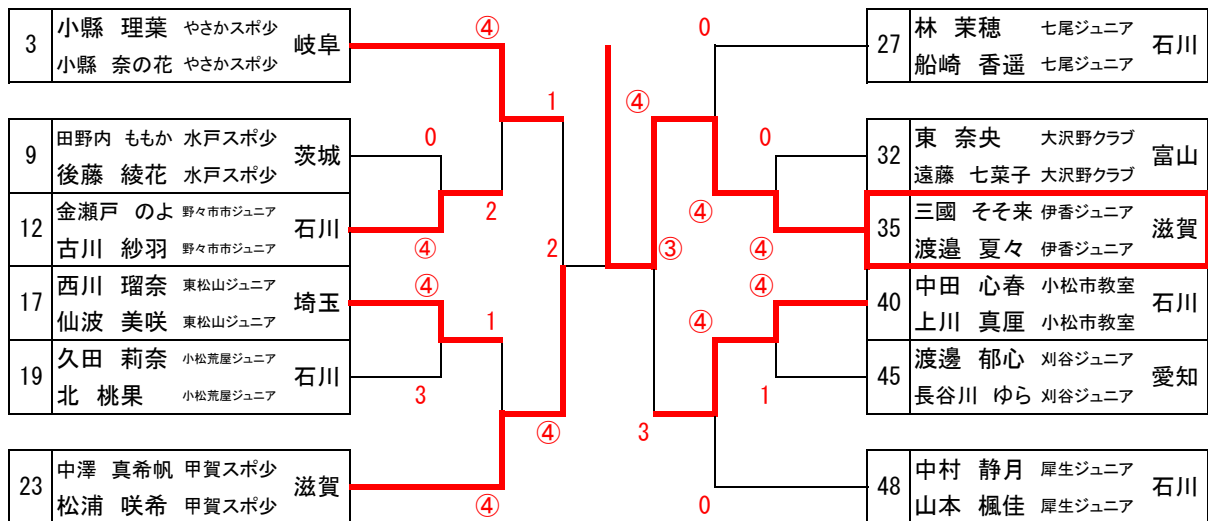 3 小縣 理葉 やさかスポ少 岐阜
小縣 奈の花 やさかスポ少
9 田野内 ももか 水戸スポ少 茨城
後藤 綾花 水戸スポ少
12 金瀬戸 のよ 野々市市ジュニア 石川
古川 紗羽 野々市市ジュニア
17 西川 瑠奈 東松山ジュニア 埼玉
仙波 美咲 東松山ジュニア
19 久田 莉奈 小松荒屋ジュニア 石川
北 桃果 小松荒屋ジュニア
23 中澤 真希帆 甲賀スポ少 滋賀
松浦 咲希 甲賀スポ少
④
1
0
2
④
2
④
1
3
④
④
0
④
0
④
④
③
④
④
1
3
0
27 林 茉穂 七尾ジュニア 石川
船崎 香遥 七尾ジュニア
32 東 奈央 大沢野クラブ 富山
遠藤 七菜子 大沢野クラブ
35 三國 そそ来 伊香ジュニア 滋賀
渡邉 夏々 伊香ジュニア
40 中田 心春 小松市教室 石川
上川 真厘 小松市教室
45 渡邊 郁心 刈谷ジュニア 愛知
長谷川 ゆら 刈谷ジュニア
48 中村 静月 犀生ジュニア 石川
山本 楓佳 犀生ジュニア